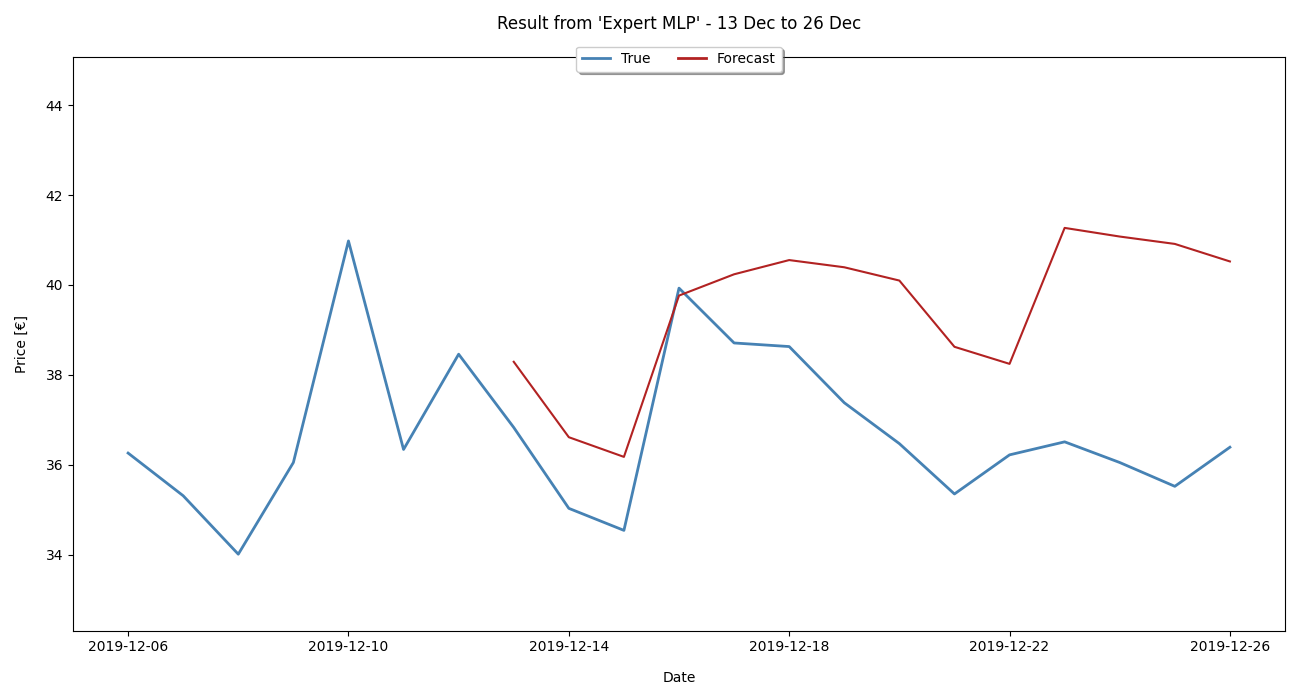 Result from 'Expert MLP' - 13 Dec to 26 Dec
True Forecast
44
42
40
38
36
34
Price [€]
2019-12-06 2019-12-10 2019-12-14 2019-12-18 2019-12-22 2019-12-26
Date